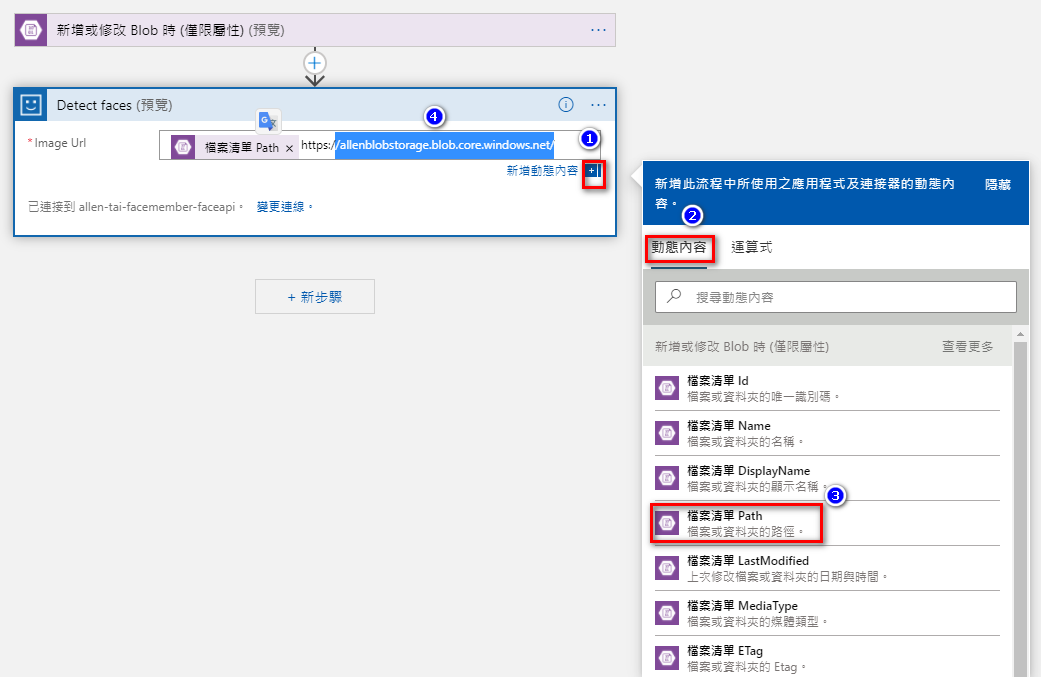 新增或修改 Blob 時 (僅限屬性) (預覽)
Detect faces (預覽)
4
1
*Image Url
檔案清單 Path × https://allenblobstorage.blob.core.windows.net/
新增動態內容
已連接到 allen-tai-facemember-faceapi。 變更連線。
+ 新步驟
新增此流程中所使用之應用程式及連接器的動態內容。
隱藏
2
動態內容
運算式
搜尋動態內容
新增或修改 Blob 時 (僅限屬性)
查看更多
檔案清單 Id
檔案或資料夾的唯一識別碼。
檔案清單 Name
檔案或資料夾的名稱。
檔案清單 DisplayName
檔案或資料夾的顯示名稱。
3
檔案清單 Path
檔案或資料夾的路徑。
檔案清單 LastModified
上次修改檔案或資料夾的日期與時間。
檔案清單 MediaType
檔案或資料夾的媒體類型。
檔案清單 ETag
檔案或資料夾的 Etag。